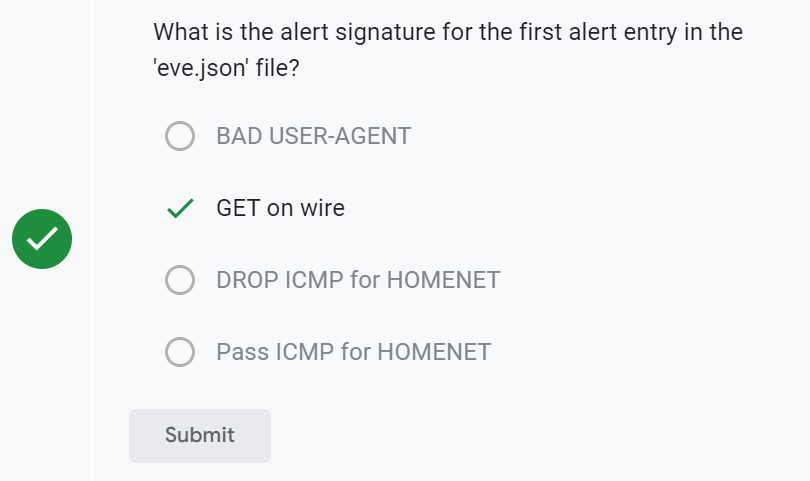 What is the alert signature for the first alert entry in the
'eve.json' file?
BAD USER-AGENT
GET on wire
DROP ICMP for HOMENET
Pass ICMP for HOMENET
Submit